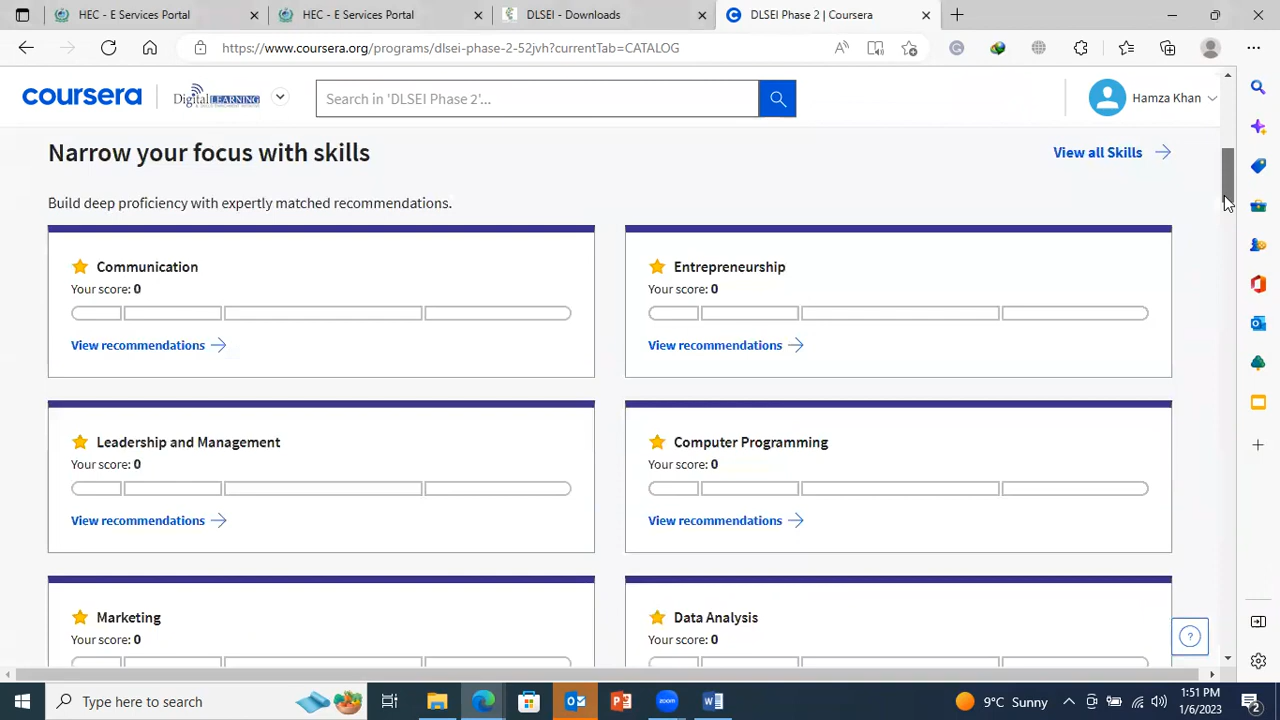 HEC - E Services Portal
HEC - E Services Portal
DLSEI - Downloads
DLSEI Phase 2 | Coursera
https://www.coursera.org/programs/dlsei-phase-2-52jvh?currentTab=CATALOG
coursera
Digital LEARNING
Search in 'DLSEI Phase 2'...
Hamza Khan
Narrow your focus with skills
View all Skills
Build deep proficiency with expertly matched recommendations.
Communication
Your score: 0
View recommendations
Entrepreneurship
Your score: 0
View recommendations
Leadership and Management
Your score: 0
View recommendations
Computer Programming
Your score: 0
View recommendations
Marketing
Your score: 0
Data Analysis
Your score: 0
Type here to search
zoom
9°C Sunny
1:51 PM
1/6/2023
2